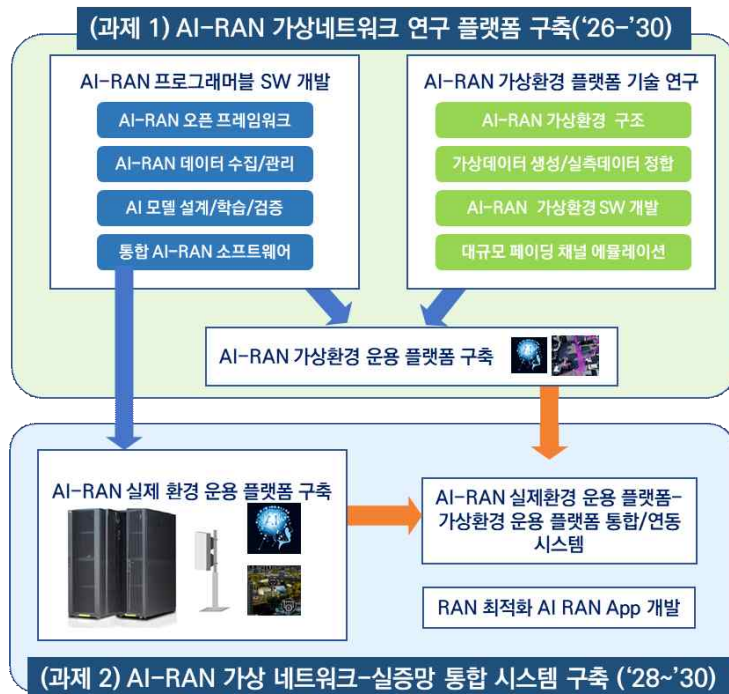 (과제 1) AI-RAN 가상네트워크 연구 플랫폼 구축('26-'30)
AI-RAN 프로그래머블 SW 개발
AI-RAN 오픈 프레임워크
AI-RAN 데이터 수집/관리
AI 모델 설계/학습/검증
통합 AI-RAN 소프트웨어
AI-RAN 가상환경 플랫폼 기술 연구
AI-RAN 가상환경 구조
가상데이터 생성/실측데이터 정합
AI-RAN 가상환경 SW 개발
대규모 페이딩 채널 에뮬레이션
AI-RAN 가상환경 운용 플랫폼 구축
AI-RAN 실제 환경 운용 플랫폼 구축
AI-RAN 실제환경 운용 플랫폼-
가상환경 운용 플랫폼 통합/연동
시스템
RAN 최적화 AI RAN App 개발
(과제 2) AI-RAN 가상 네트워크-실증망 통합 시스템 구축 ('28~'30)